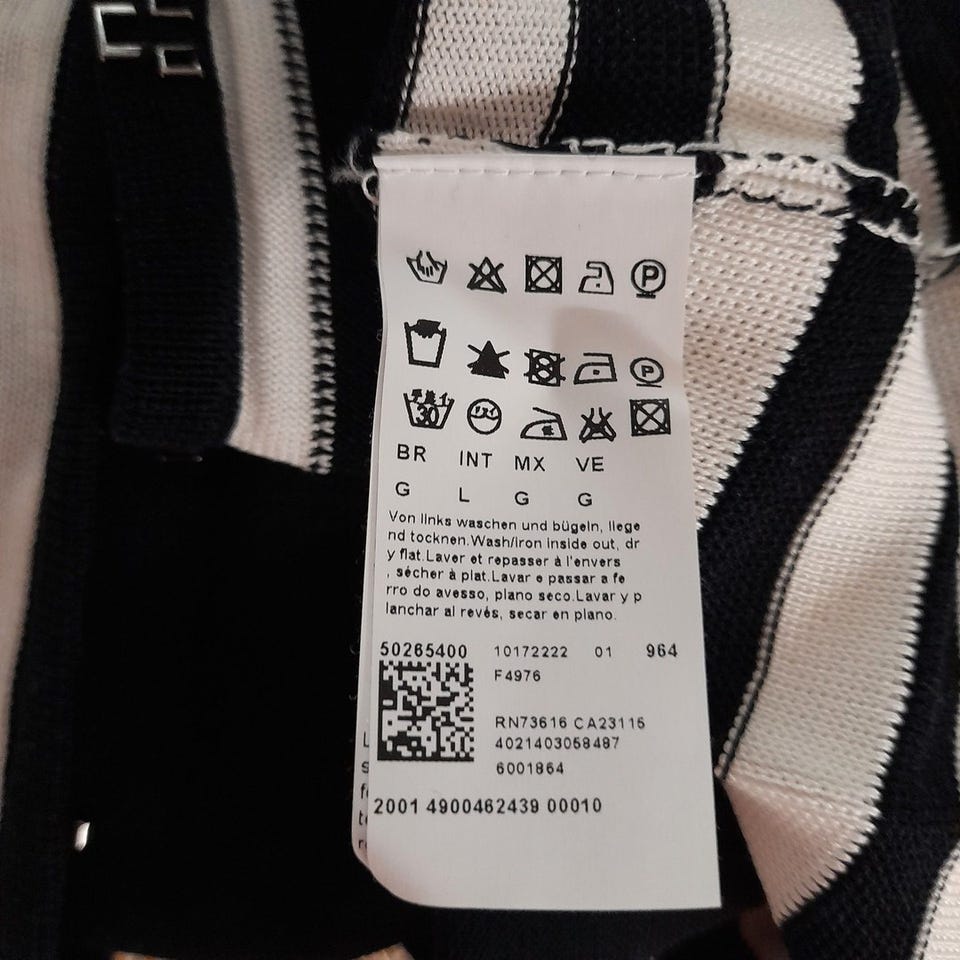 P
P
30
BR INT MX VE
G L G G
Von links waschen und bügeln, liege
nd tocknen.Wash/iron inside out, dr
y flat.Laver et repasser à l'envers
, sécher à plat.Lavar e passar a fe
rro do avesso, plano seco.Lavar y p
lanchar al revés, secar en plano.
50265400 10172222 01 964
F4976
RN73616 CA23115
4021403058487
6001864
2001 4900462439 00010